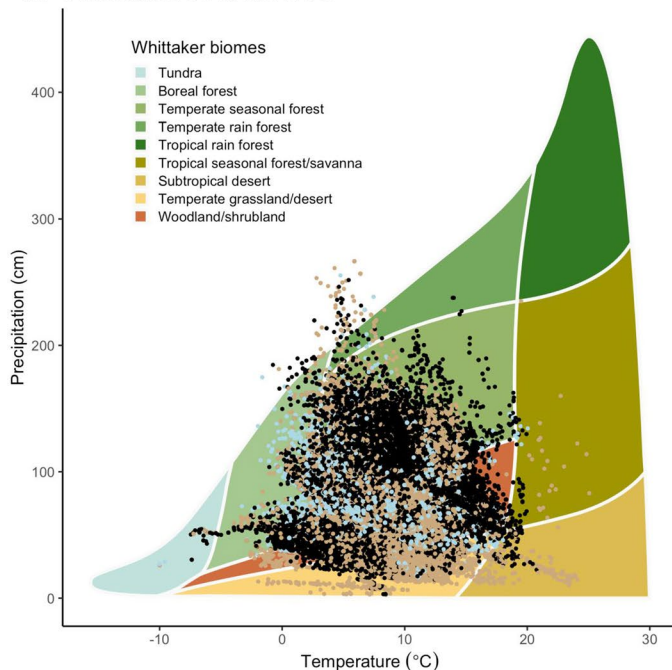 Whittaker biomes
Tundra
Boreal forest
Temperate seasonal forest
Temperate rain forest
Tropical rain forest
Tropical seasonal forest/savanna
Subtropical desert
Temperate grassland/desert
Woodland/shrubland
Precipitation (cm)
400
300
200
100
0
-10
0
10
20
30
Temperature (°C)